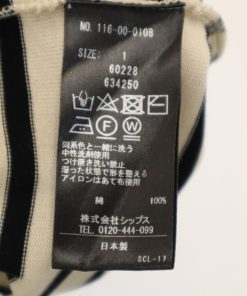 NO. 116-00-0108
SIZE: 1
60228
634250
同系色と一緒に洗う
中性洗剤使用
つけ置き洗い禁止
湿った状態で形を整える
アイロンはあて布使用
綿 100%
株式会社シップス
TEL 0120-444-099
日本製
SCL-17